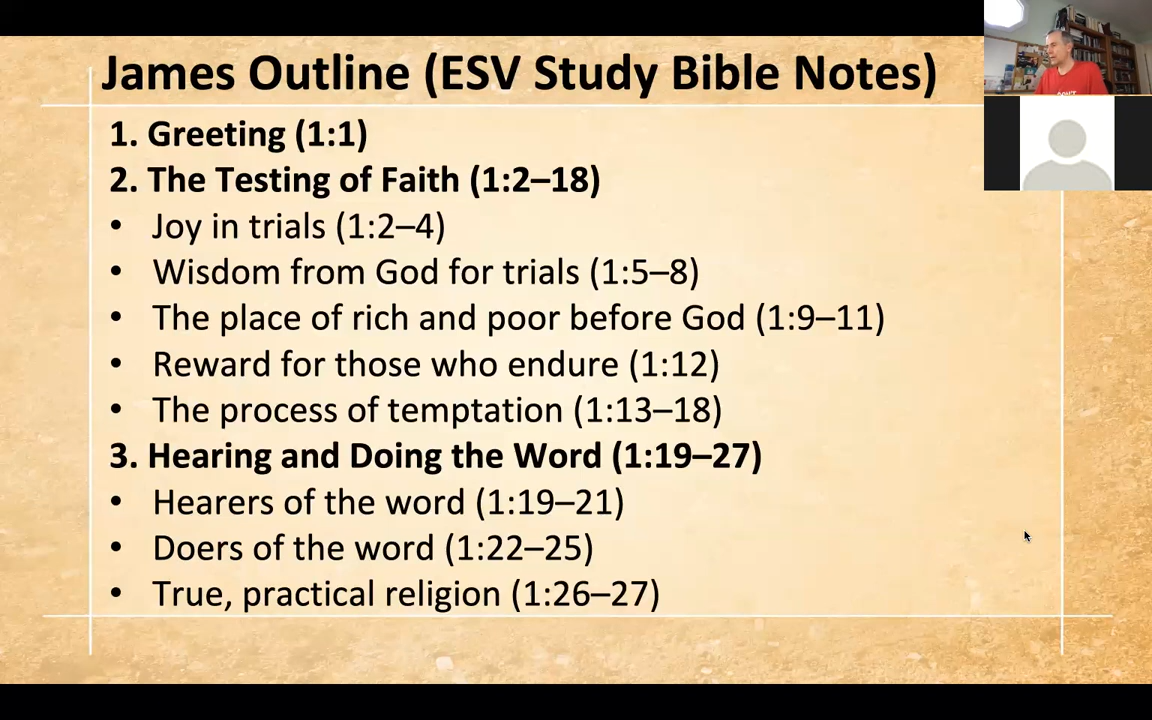 James Outline (ESV Study Bible Notes)
1. Greeting (1:1)
2. The Testing of Faith (1:2–18)
• Joy in trials (1:2–4)
• Wisdom from God for trials (1:5–8)
• The place of rich and poor before God (1:9–11)
• Reward for those who endure (1:12)
• The process of temptation (1:13–18)
3. Hearing and Doing the Word (1:19–27)
• Hearers of the word (1:19–21)
• Doers of the word (1:22–25)
• True, practical religion (1:26–27)
DON'T